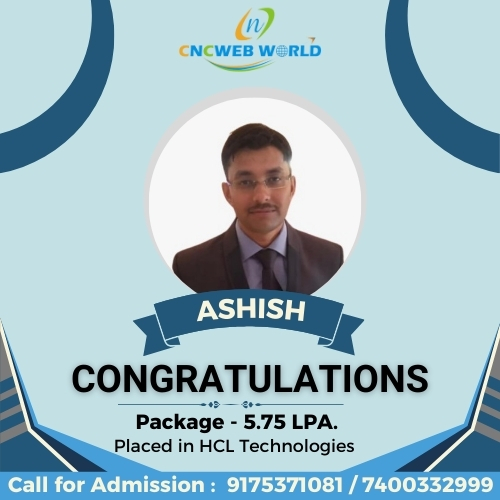 n
CNCWEB WORLD
ASHISH
CONGRATULATIONS
Package - 5.75 LPA.
Placed in HCL Technologies
Call for Admission : 9175371081 / 7400332999